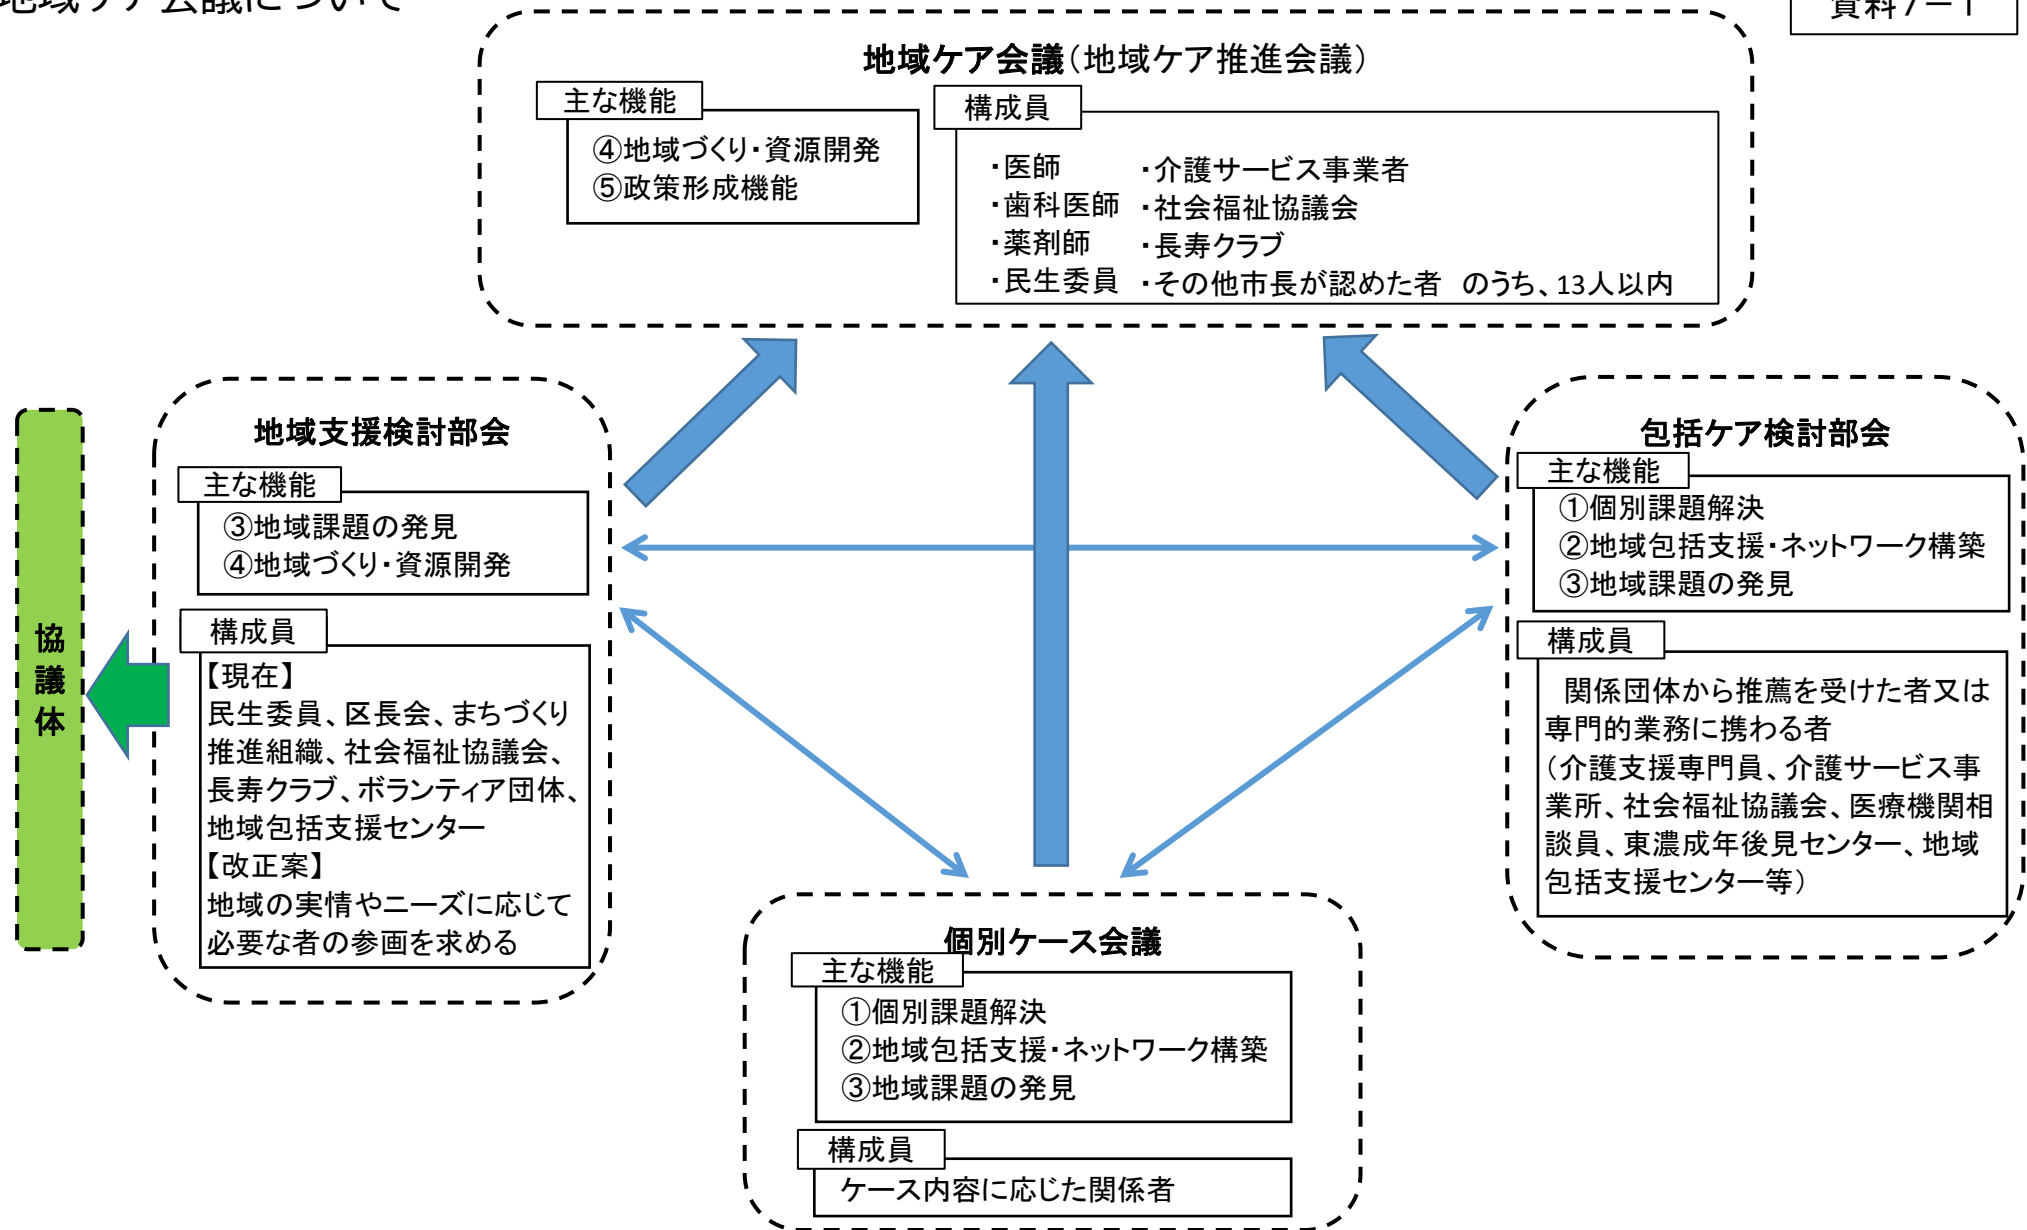 地域ケア会議について
資料7－1
地域ケア会議（地域ケア推進会議）
主な機能
④地域づくり・資源開発
⑤政策形成機能
構成員
・医師　・介護サービス事業者
・歯科医師　・社会福祉協議会
・薬剤師　・長寿クラブ
・民生委員　・その他市長が認めた者　のうち、13人以内
地域支援検討部会
主な機能
③地域課題の発見
④地域づくり・資源開発
構成員
【現在】
民生委員、区長会、まちづくり
推進組織、社会福祉協議会、
長寿クラブ、ボランティア団体、
地域包括支援センター
【改正案】
地域の実情やニーズに応じて
必要な者の参画を求める
協議体
包括ケア検討部会
主な機能
①個別課題解決
②地域包括支援・ネットワーク構築
③地域課題の発見
構成員
　関係団体から推薦を受けた者又は
専門的業務に携わる者
（介護支援専門員、介護サービス事
業所、社会福祉協議会、医療機関相
談員、東濃成年後見センター、地域
包括支援センター等）
個別ケース会議
主な機能
①個別課題解決
②地域包括支援・ネットワーク構築
③地域課題の発見
構成員
ケース内容に応じた関係者